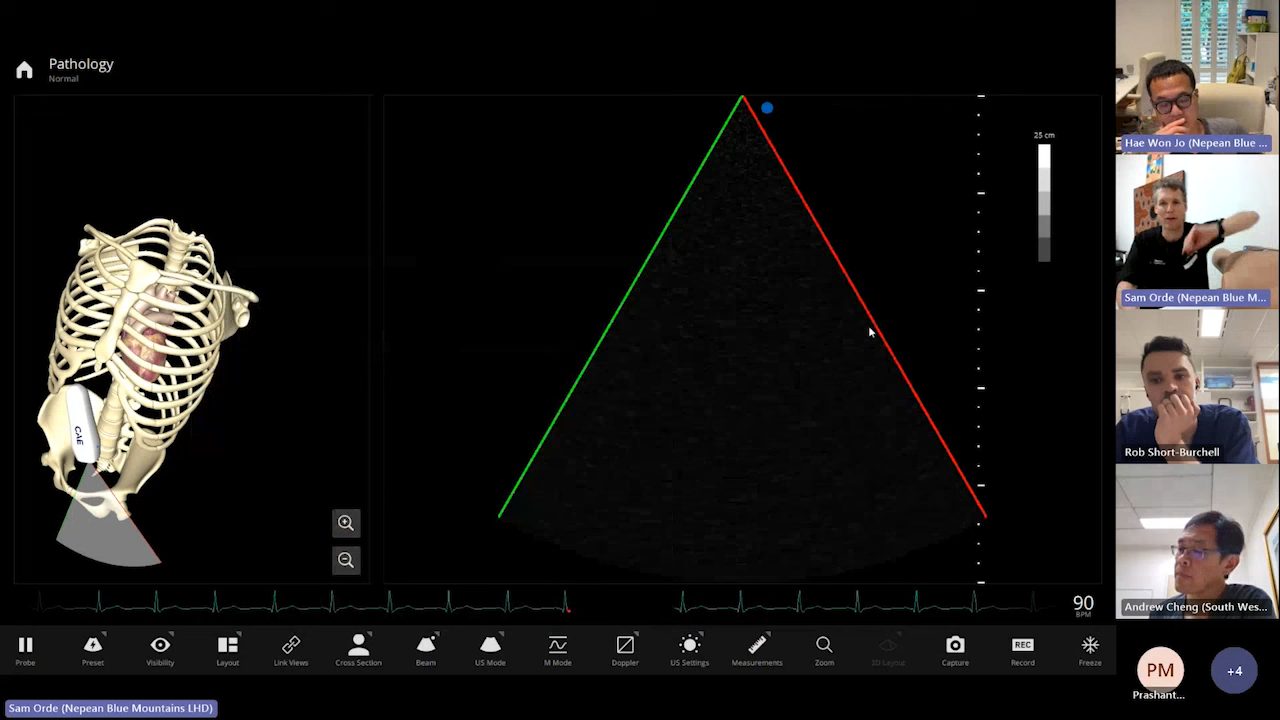 Pathology
Normal
25 cm
CAE
90
BPM
Probe
Preset
Visibility
Layout
Link Views
Cross Section
Beam
US Mode
M Mode
Doppler
US Settings
Measurements
Zoom
3D Layout
Capture
REC
Record
Freeze
Hae Won Jo (Nepean Blue ...
Sam Orde (Nepean Blue M...
Rob Short-Burchell
Andrew Cheng (South Wes...
PM
Prashant...
+4
Sam Orde (Nepean Blue Mountains LHD)